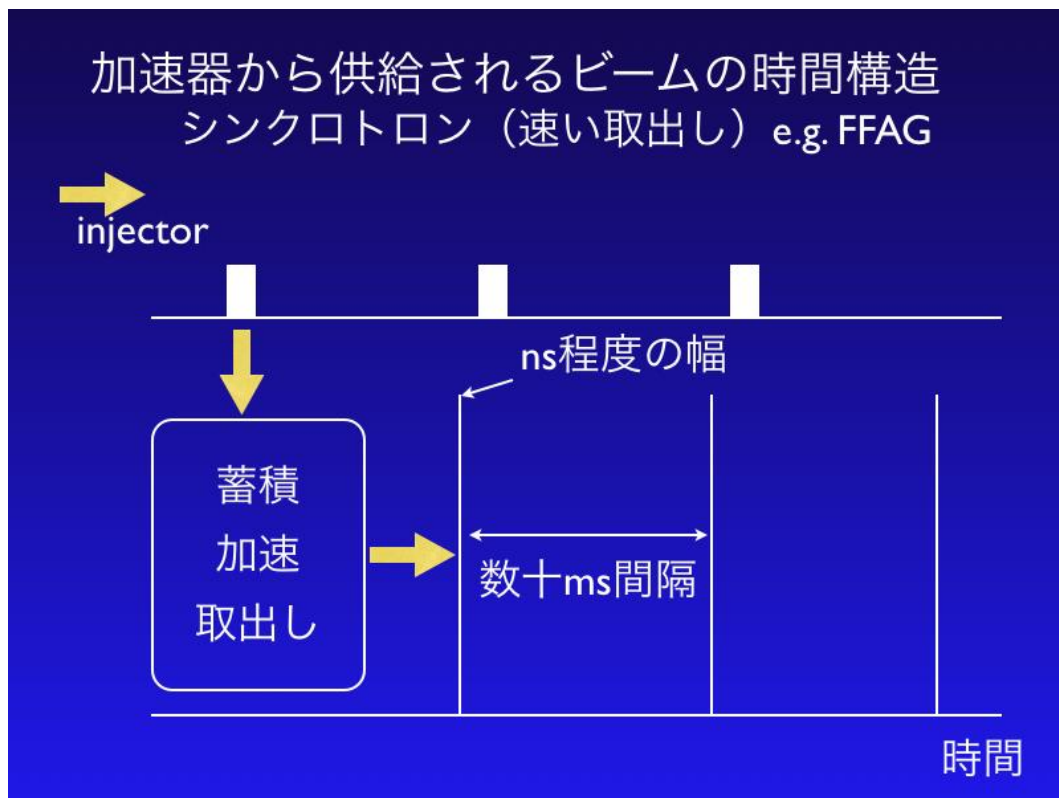 加速器から供給されるビームの時間構造
シンクロトロン（速い取出し）e.g. FFAG
injector
ns程度の幅
蓄積
加速
取出し
数十ms間隔
時間